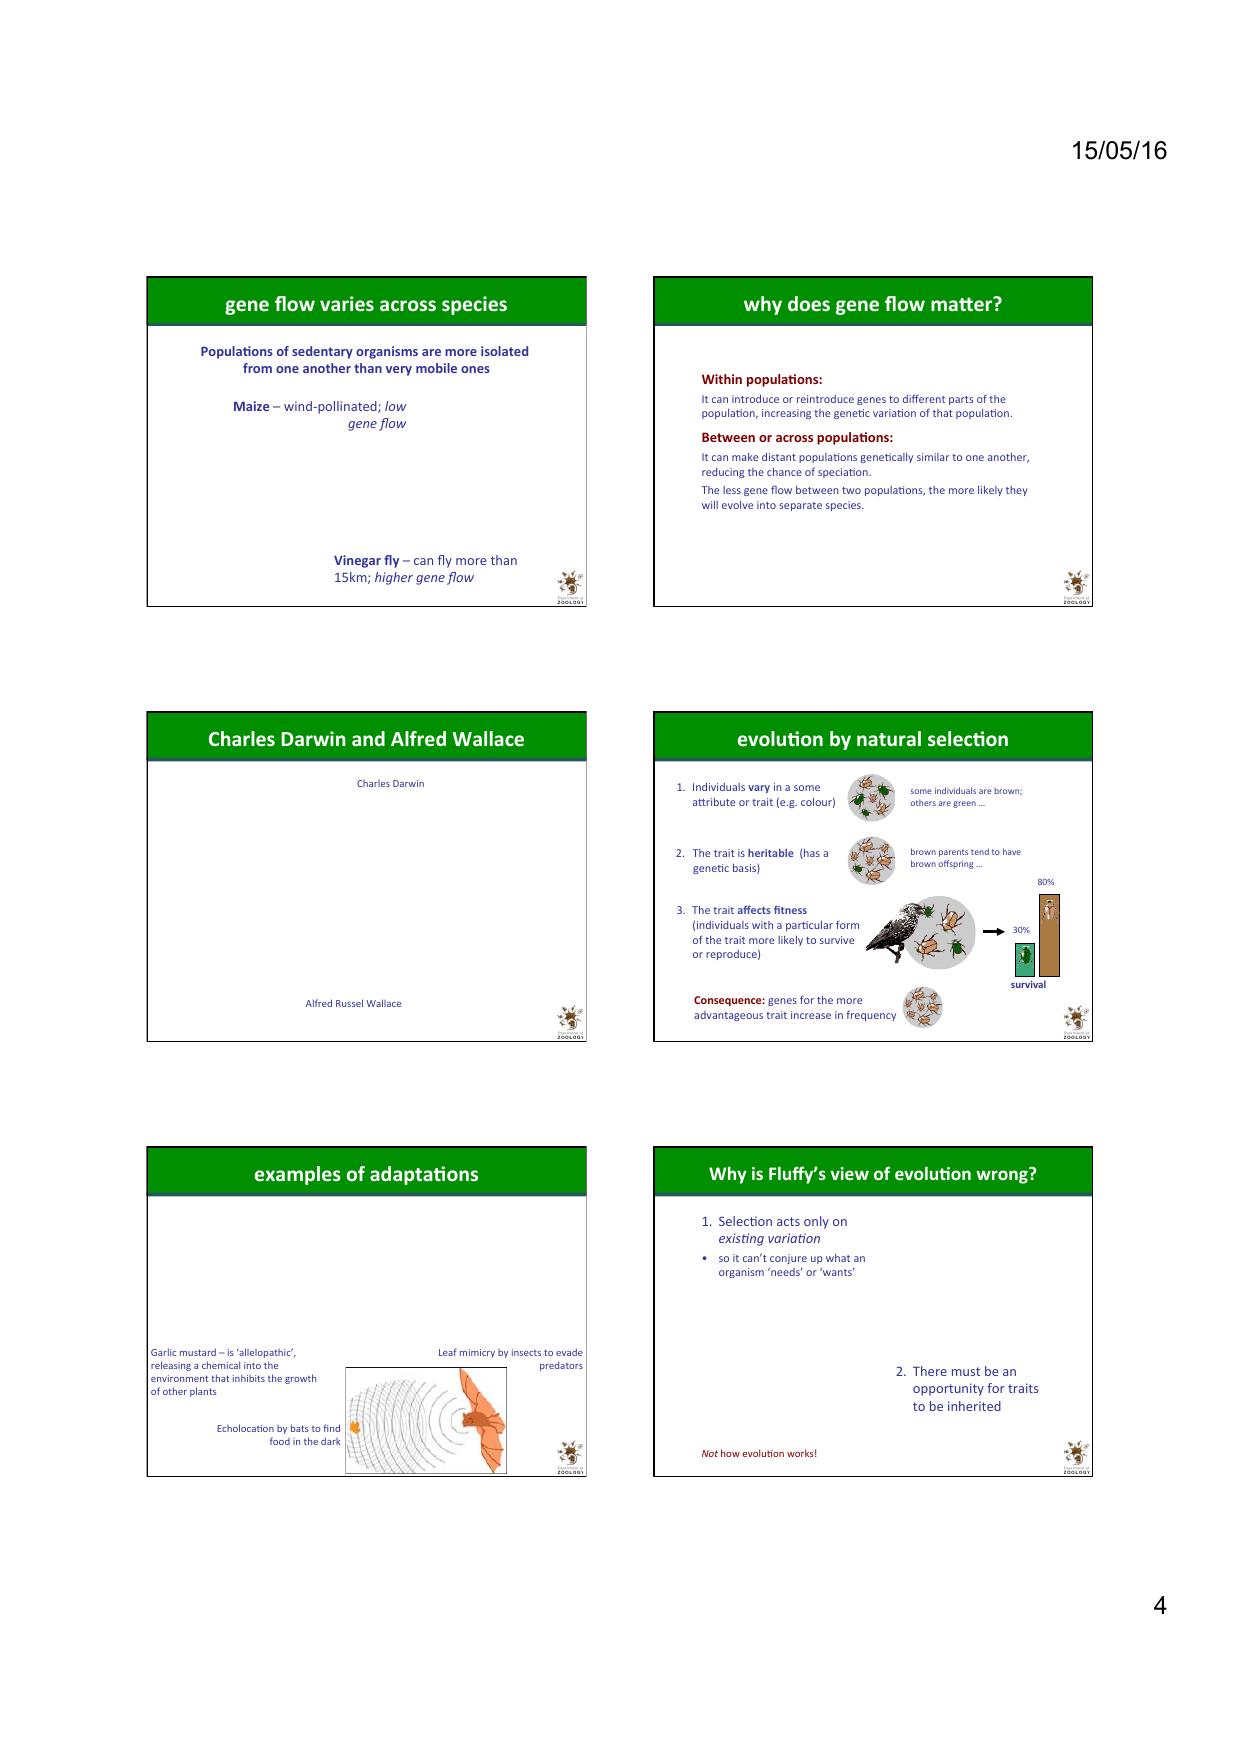 15/05/16
gene flow varies across species
Populations of sedentary organisms are more isolated
from one another than very mobile ones
Maize – wind-pollinated; low
gene flow
Vinegar fly – can fly more than
15km; higher gene flow
Department of
ZOOLOGY
why does gene flow matter?
Within populations:
It can introduce or reintroduce genes to different parts of the
population, increasing the genetic variation of that population.
Between or across populations:
It can make distant populations genetically similar to one another,
reducing the chance of speciation.
The less gene flow between two populations, the more likely they
will evolve into separate species.
Department of
ZOOLOGY
Charles Darwin and Alfred Wallace
Charles Darwin
Alfred Russel Wallace
Department of
ZOOLOGY
evolution by natural selection
1. Individuals vary in a some
attribute or trait (e.g. colour)
some individuals are brown;
others are green ...
2. The trait is heritable (has a
genetic basis)
brown parents tend to have
brown offspring ...
3. The trait affects fitness
(individuals with a particular form
of the trait more likely to survive
or reproduce)
80%
30%
survival
Consequence: genes for the more
advantageous trait increase in frequency
Department of
ZOOLOGY
examples of adaptations
Garlic mustard – is ‘allelopathic’,
releasing a chemical into the
environment that inhibits the growth
of other plants
Leaf mimicry by insects to evade
predators
Echolocation by bats to find
food in the dark
Department of
ZOOLOGY
Why is Fluffy’s view of evolution wrong?
1. Selection acts only on
existing variation
• so it can’t conjure up what an
organism ‘needs’ or ‘wants’
2. There must be an
opportunity for traits
to be inherited
Not how evolution works!
Department of
ZOOLOGY
4